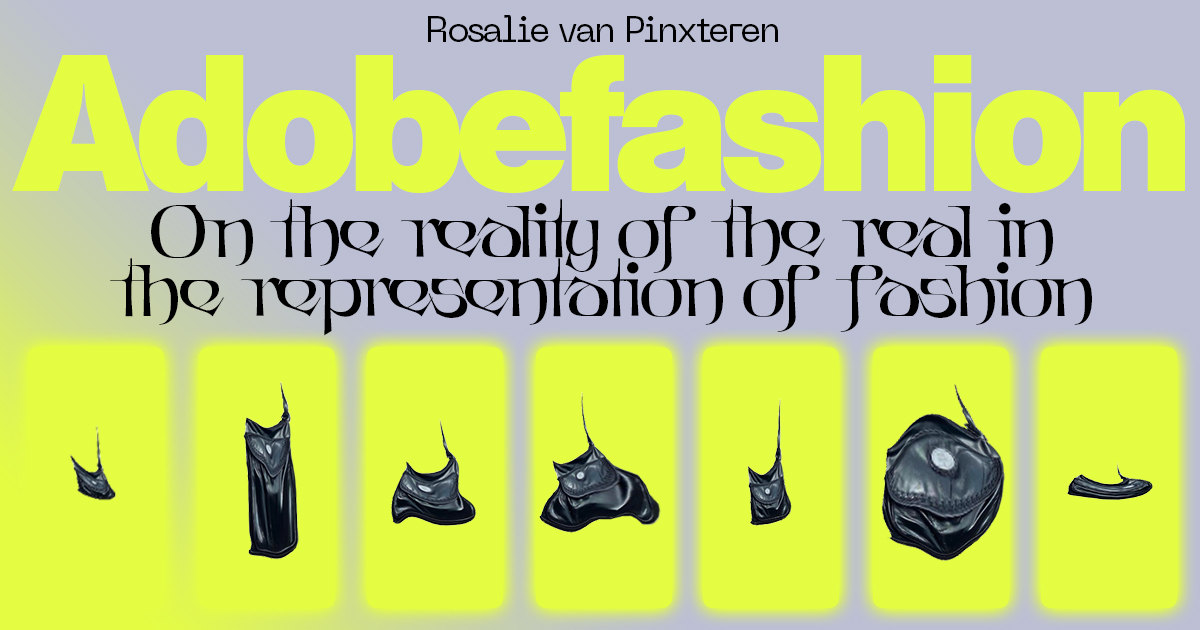 Rosalie van Pinxteren
Adobefashion
On the reality of the real in
the representation of fashion